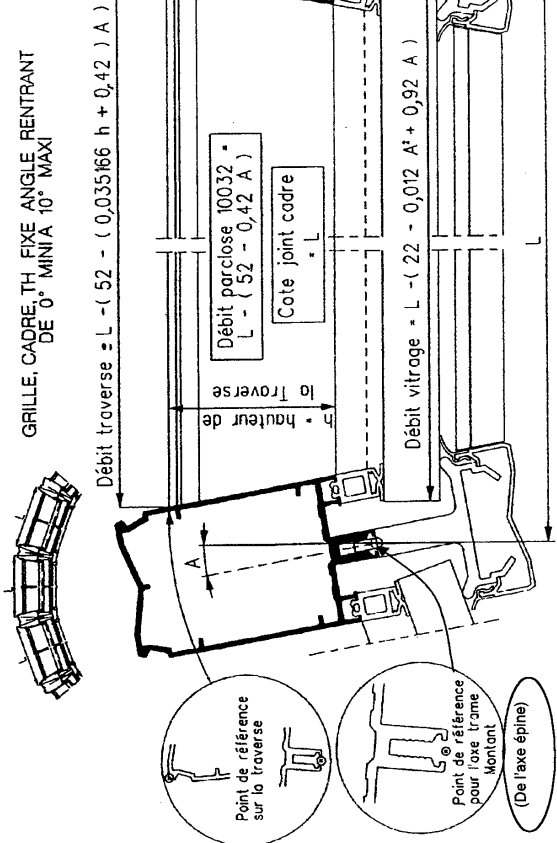 GRILLE, CADRE, TH FIXE ANGLE RENTRANT
DE 0° MINI A 10° MAXI
Débit traverse = L -( 52 - ( 0,035166 h + 0,42 ) A )
Débit parclose 10032 =
L -( 52 - 0,42 A )
Cote joint cadre
= L
h = hauteur de
la Traverse
Débit vitrage = L -( 22 - 0,012 A² + 0,92 A )
L
A
Point de référence
sur la traverse
Point de référence
pour l'axe trame
Montant
(De l'axe épine)